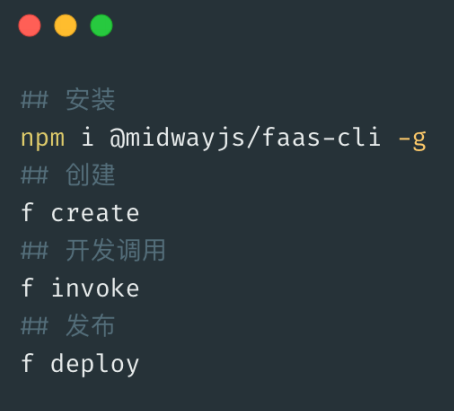 ## 安装
npm i @midwayjs/faas-cli -g
## 创建
f create
## 开发调用
f invoke
## 发布
f deploy